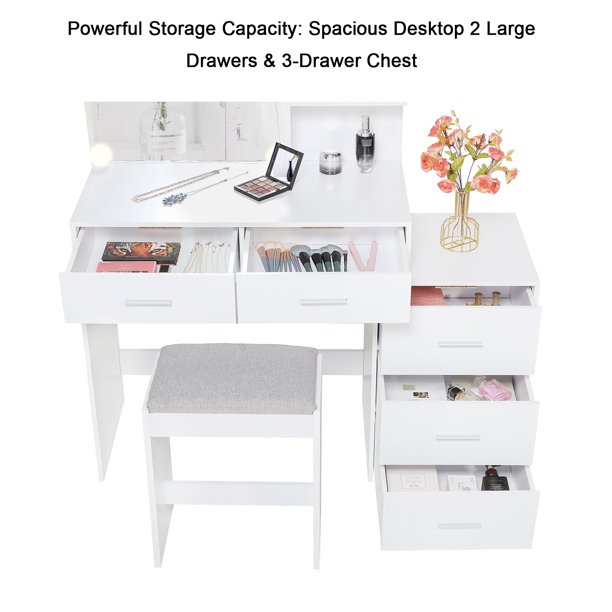 Powerful Storage Capacity: Spacious Desktop 2 Large
Drawers & 3-Drawer Chest